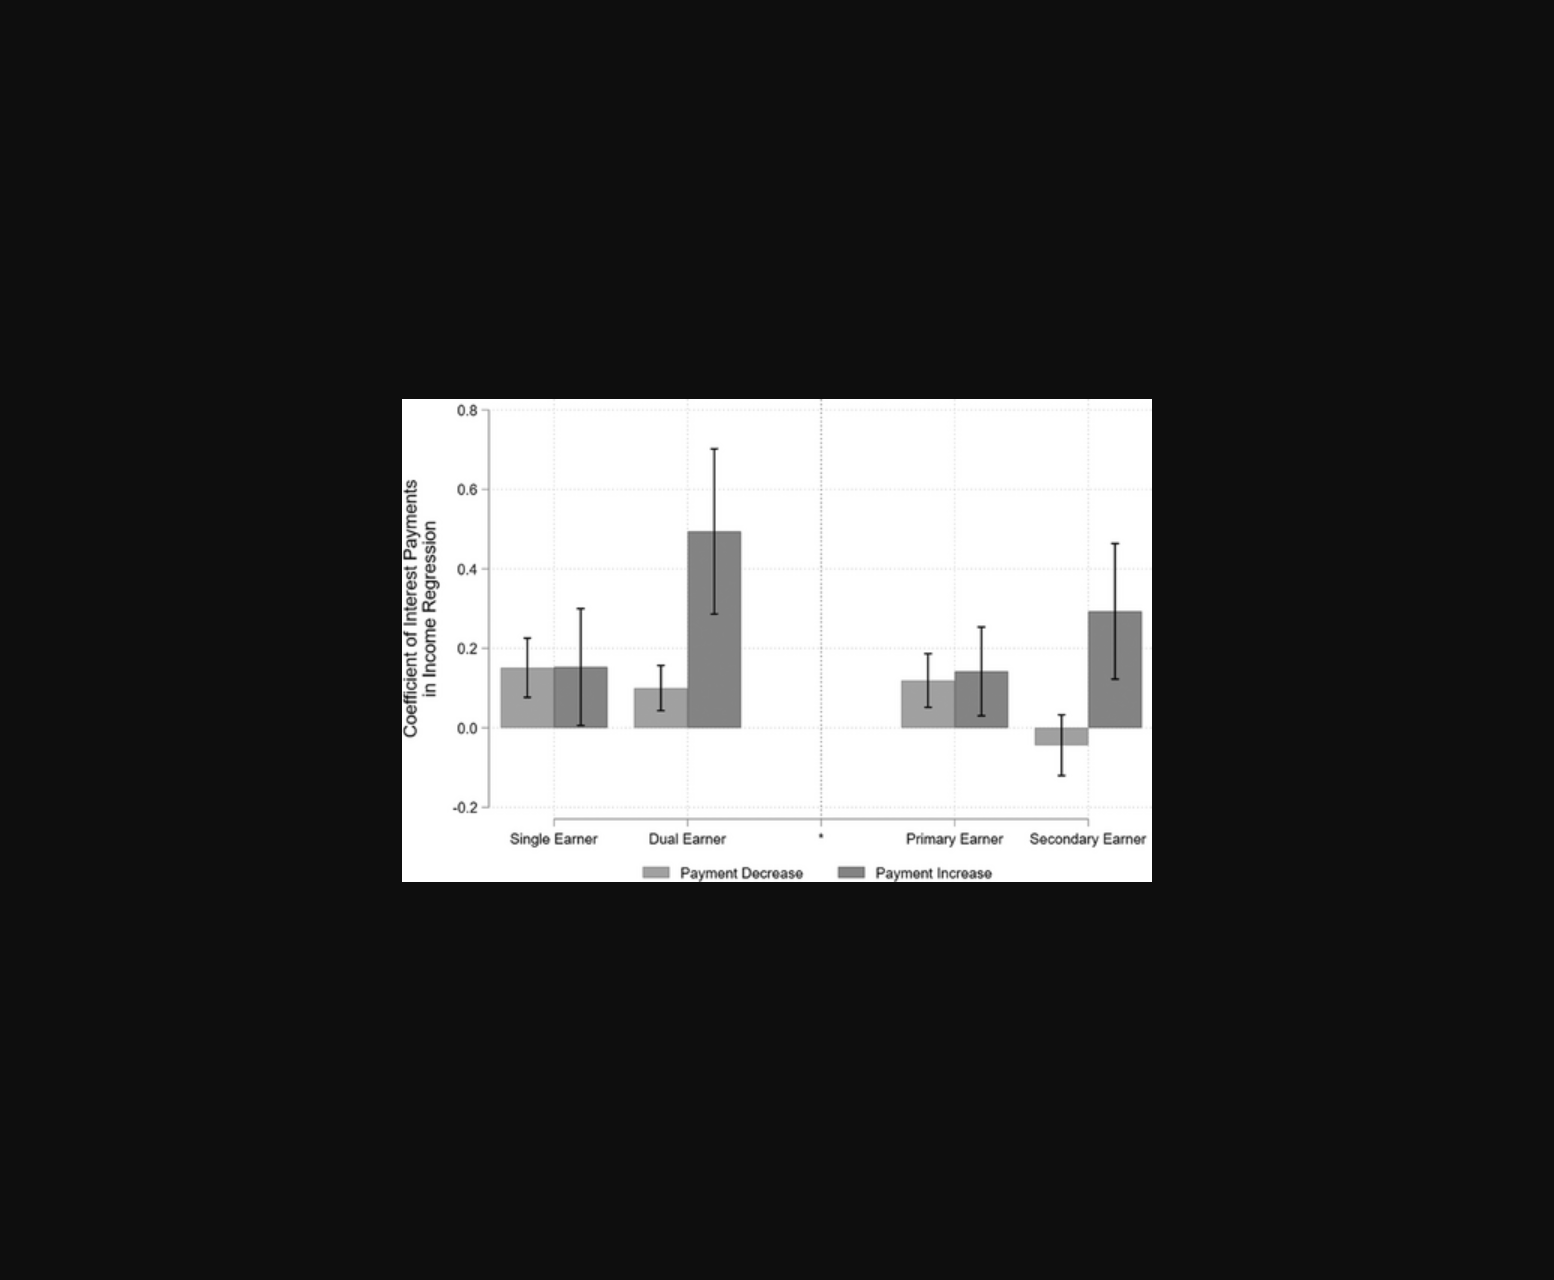 Coefficient of Interest Payments
in Income Regression
0.8
0.6
0.4
0.2
0.0
-0.2
Single Earner Dual Earner * Primary Earner Secondary Earner
Payment Decrease Payment Increase